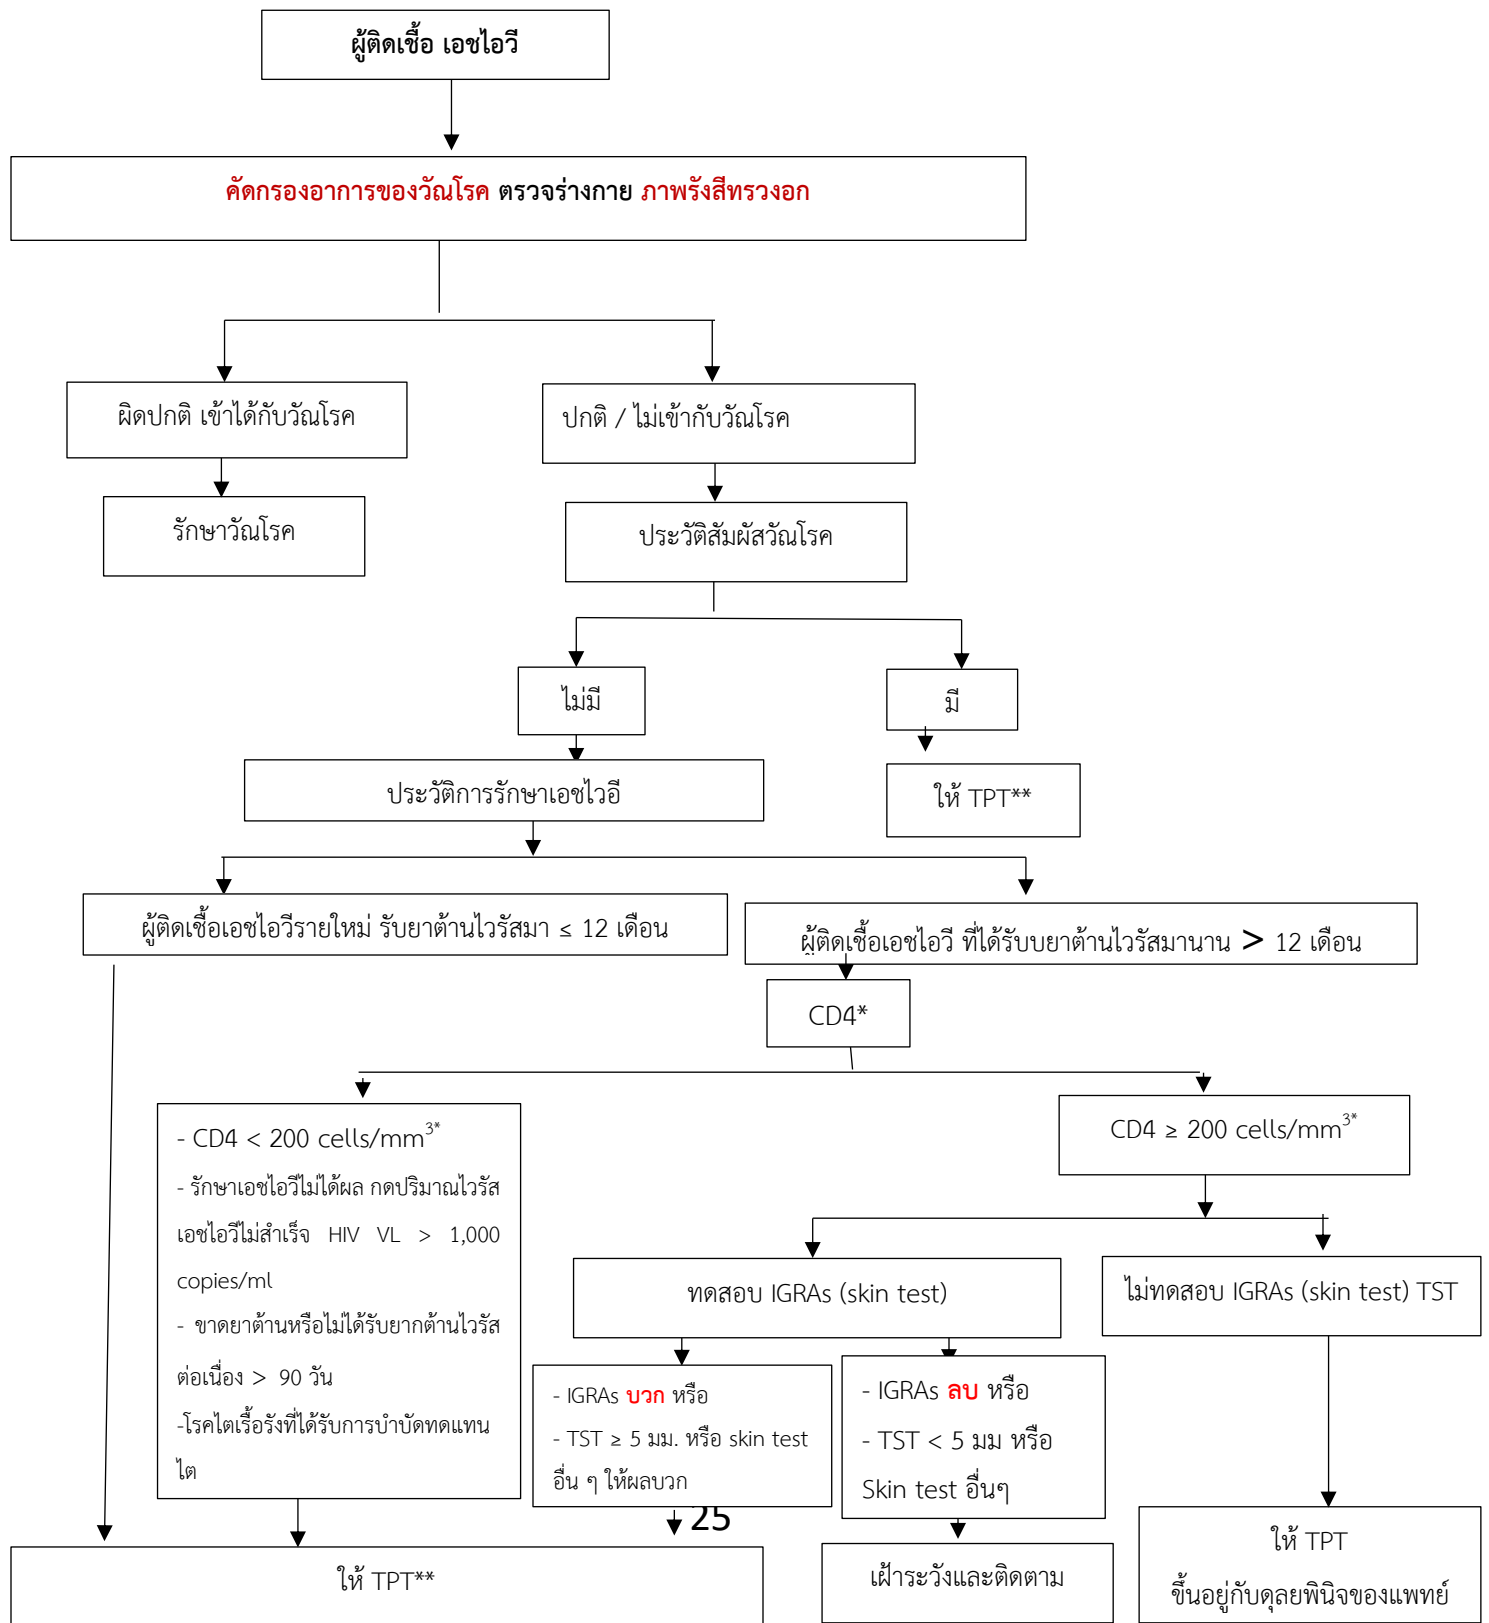 ผู้ติดเชื้อ เอชไอวี
คัดกรองอาการของวัณโรค ตรวจร่างกาย ภาพรังสีทรวงอก
ผิดปกติ เข้าได้กับวัณโรค
ปกติ / ไม่เข้ากับวัณโรค
รักษาวัณโรค
ประวัติสัมผัสวัณโรค
ไม่มี
มี
ประวัติการรักษาเอชไวอี
ให้ TPT**
ผู้ติดเชื้อเอชไอวีรายใหม่ รับยาต้านไวรัสมา ≤ 12 เดือน
ผู้ติดเชื้อเอชไอวี ที่ได้รับบยาต้านไวรัสมานาน > 12 เดือน
CD4*
- CD4 < 200 cells/mm³*
- รักษาเอชไอวีไม่ได้ผล กดปริมาณไวรัส
เอชไอวีไม่สำเร็จ HIV VL > 1,000
copies/ml
- ขาดยาต้านหรือไม่ได้รับยากต้านไวรัส
ต่อเนื่อง > 90 วัน
-โรคไตเรื้อรังที่ได้รับการบำบัดทดแทน
ไต
CD4 ≥ 200 cells/mm³*
ทดสอบ IGRAs (skin test)
ไม่ทดสอบ IGRAs (skin test) TST
- IGRAs บวก หรือ
- TST ≥ 5 มม. หรือ skin test
อื่น ๆ ให้ผลบวก
- IGRAs ลบ หรือ
- TST < 5 มม หรือ
Skin test อื่นๆ
25
ให้ TPT**
เฝ้าระวังและติดตาม
ให้ TPT
ขึ้นอยู่กับดุลยพินิจของแพทย์